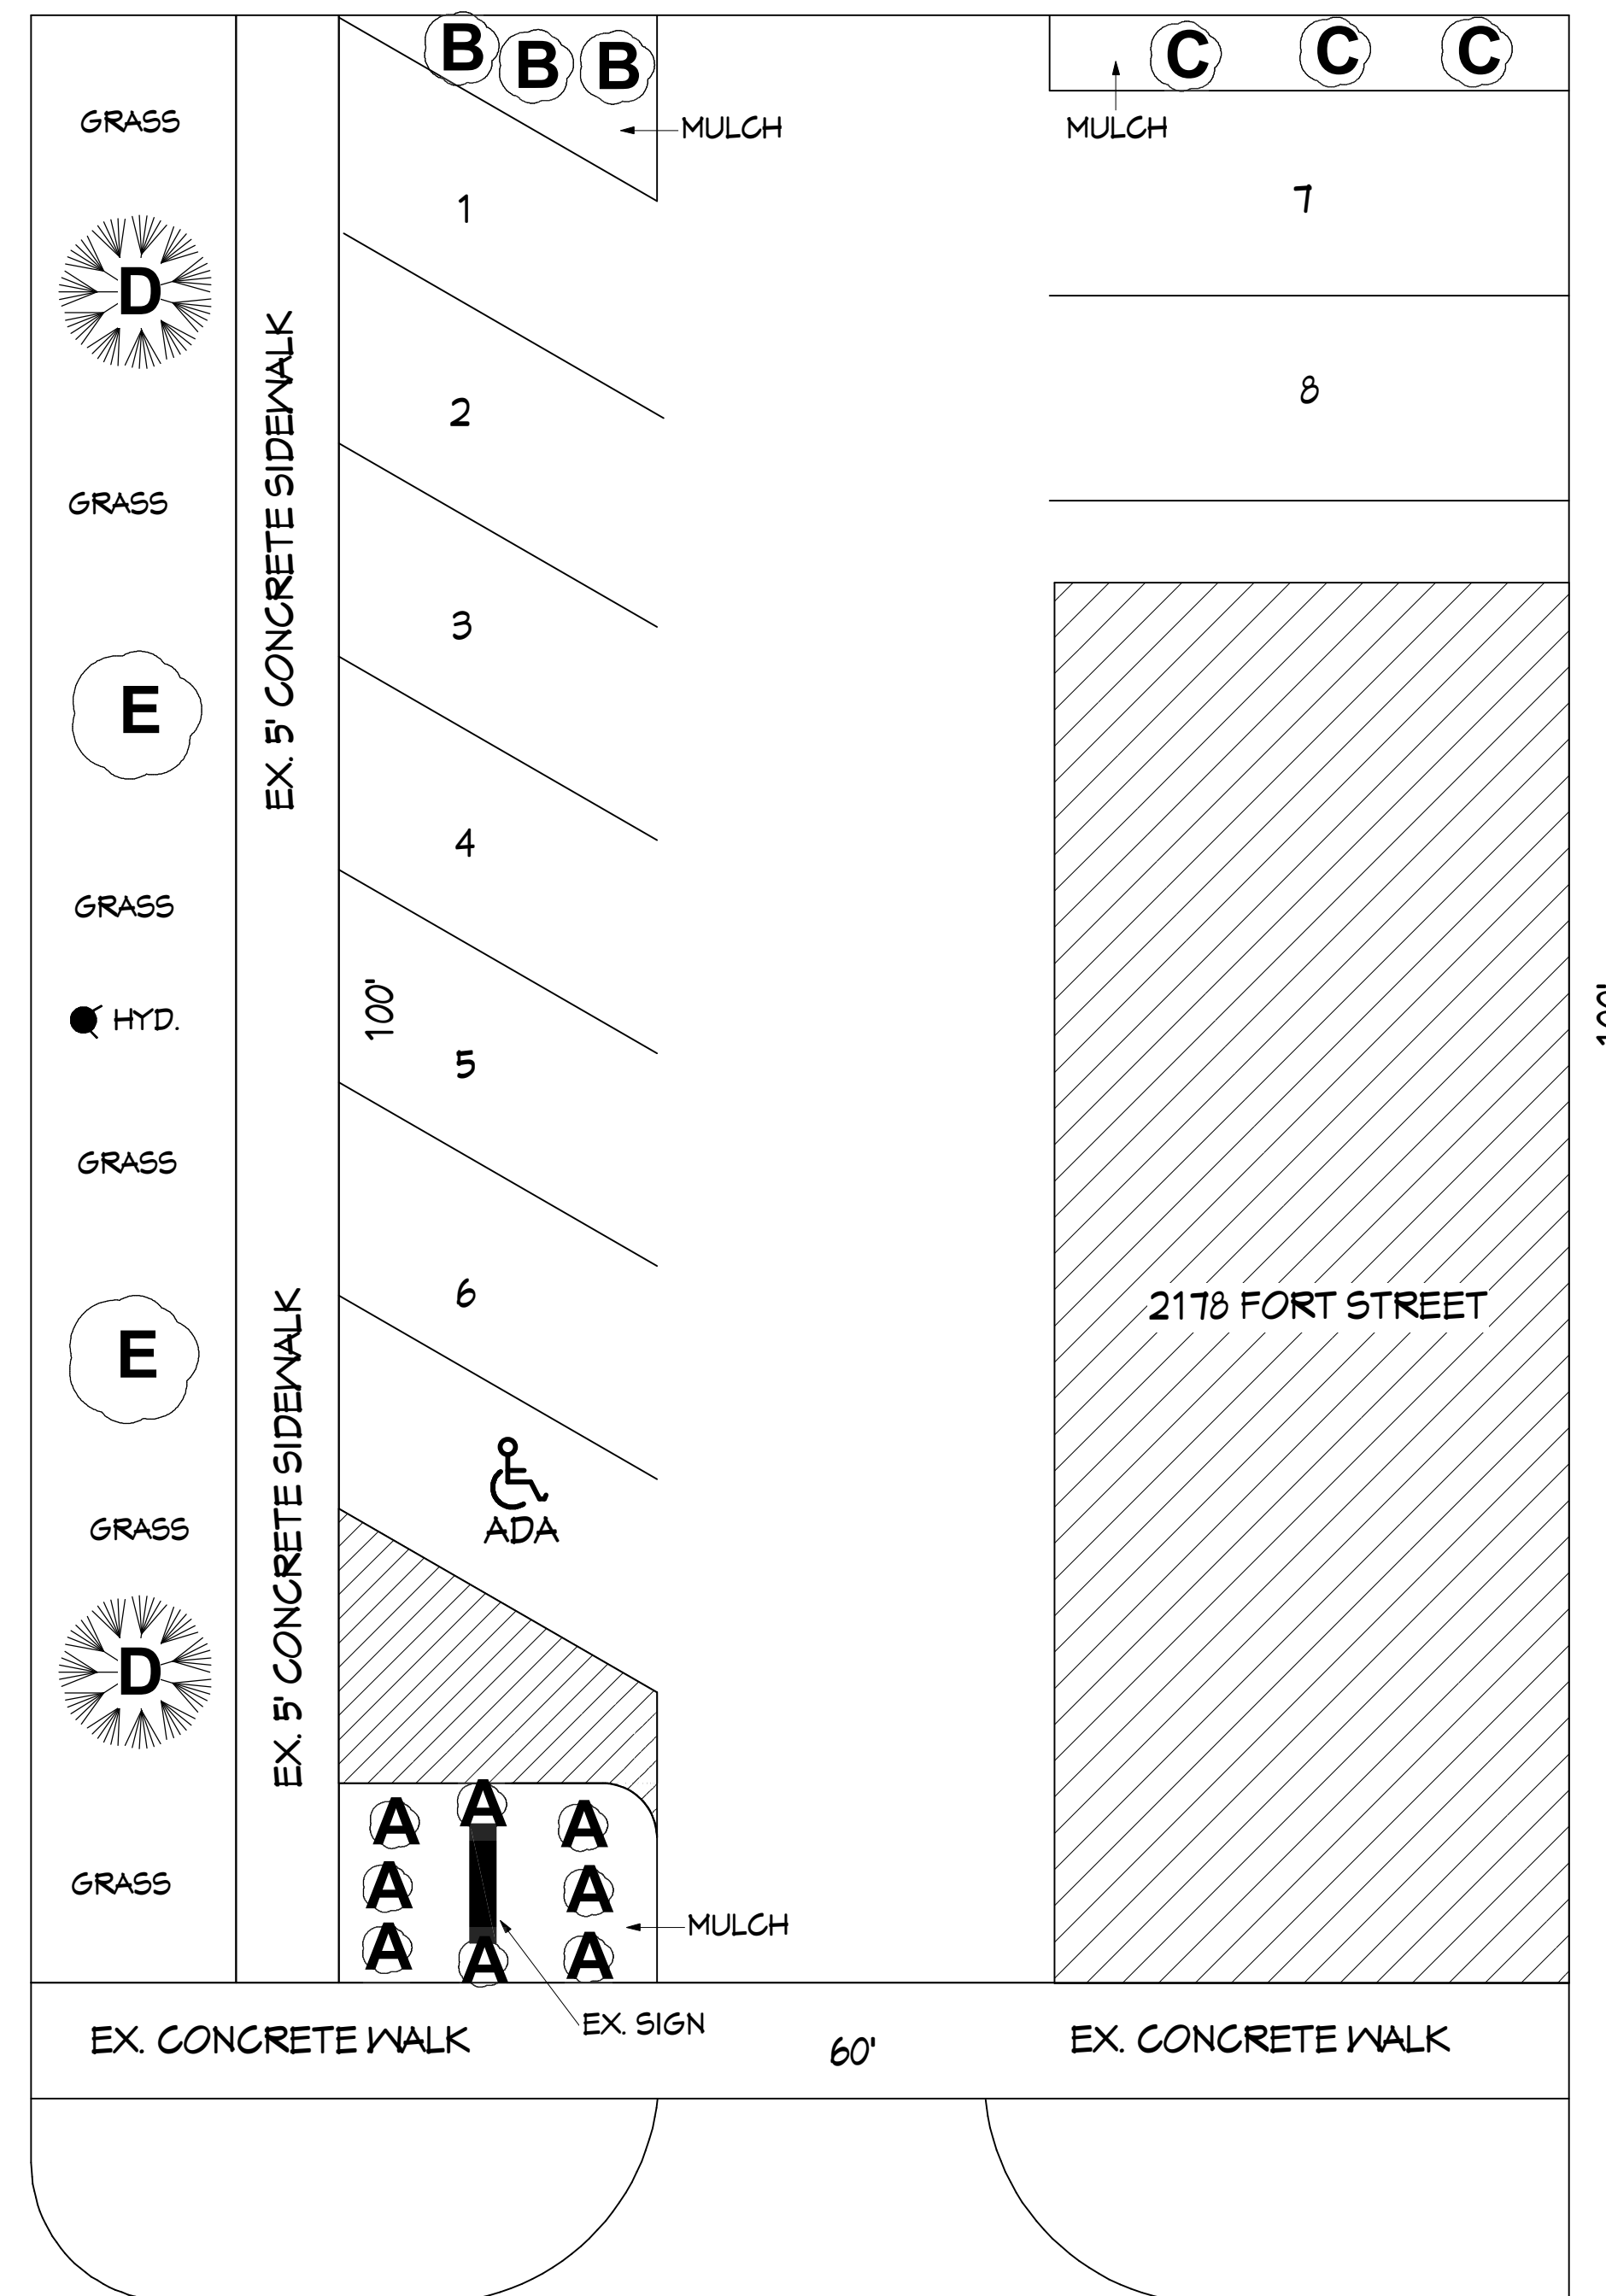 B B B
C C C
GRASS
MULCH
MULCH
1
7
D
EX. 5' CONCRETE SIDEWALK
2
8
GRASS
3
E
4
GRASS
100'
100'
HYD.
5
GRASS
6
2178 FORT STREET
E
EX. 5' CONCRETE SIDEWALK
ADA
GRASS
D
A A A
A A
GRASS
MULCH
A A A
EX. SIGN
EX. CONCRETE WALK
60'
EX. CONCRETE WALK